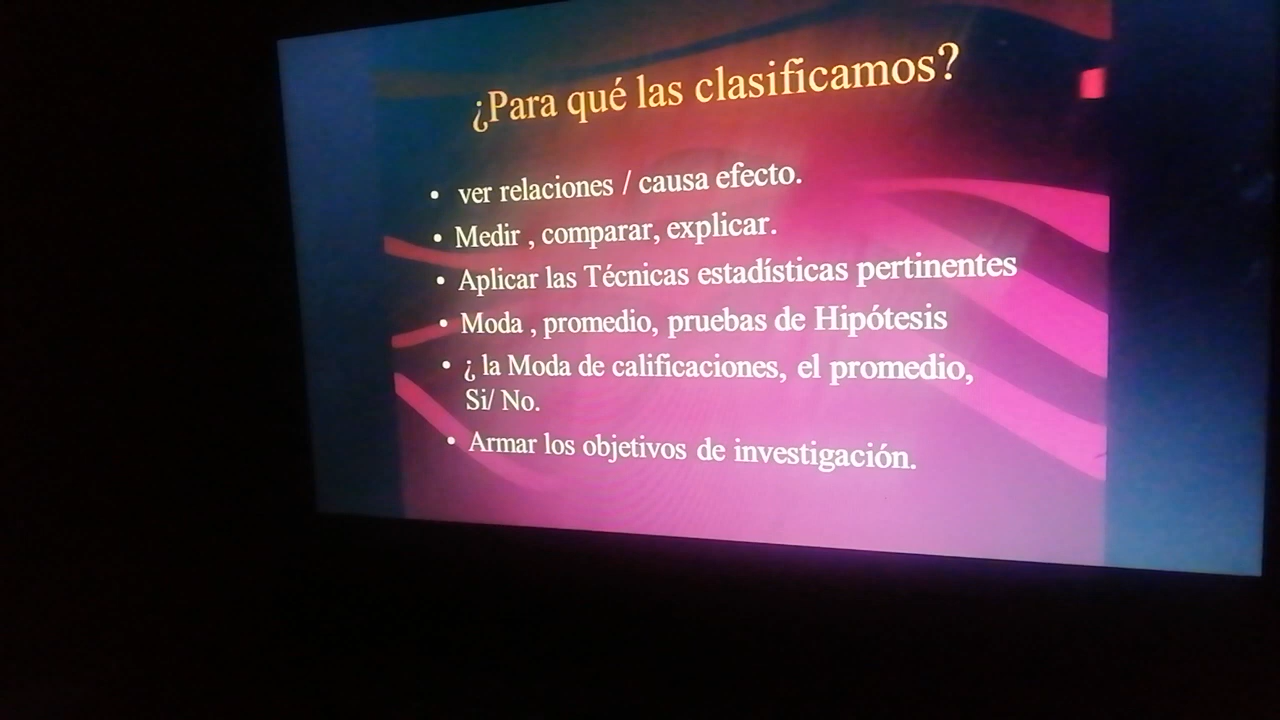 ¿Para qué las clasificamos?
• ver relaciones / causa efecto.
• Medir , comparar, explicar.
• Aplicar las Técnicas estadísticas pertinentes
• Moda , promedio, pruebas de Hipótesis
• ¿ la Moda de calificaciones, el promedio,
Si/ No.
• Armar los objetivos de investigación.